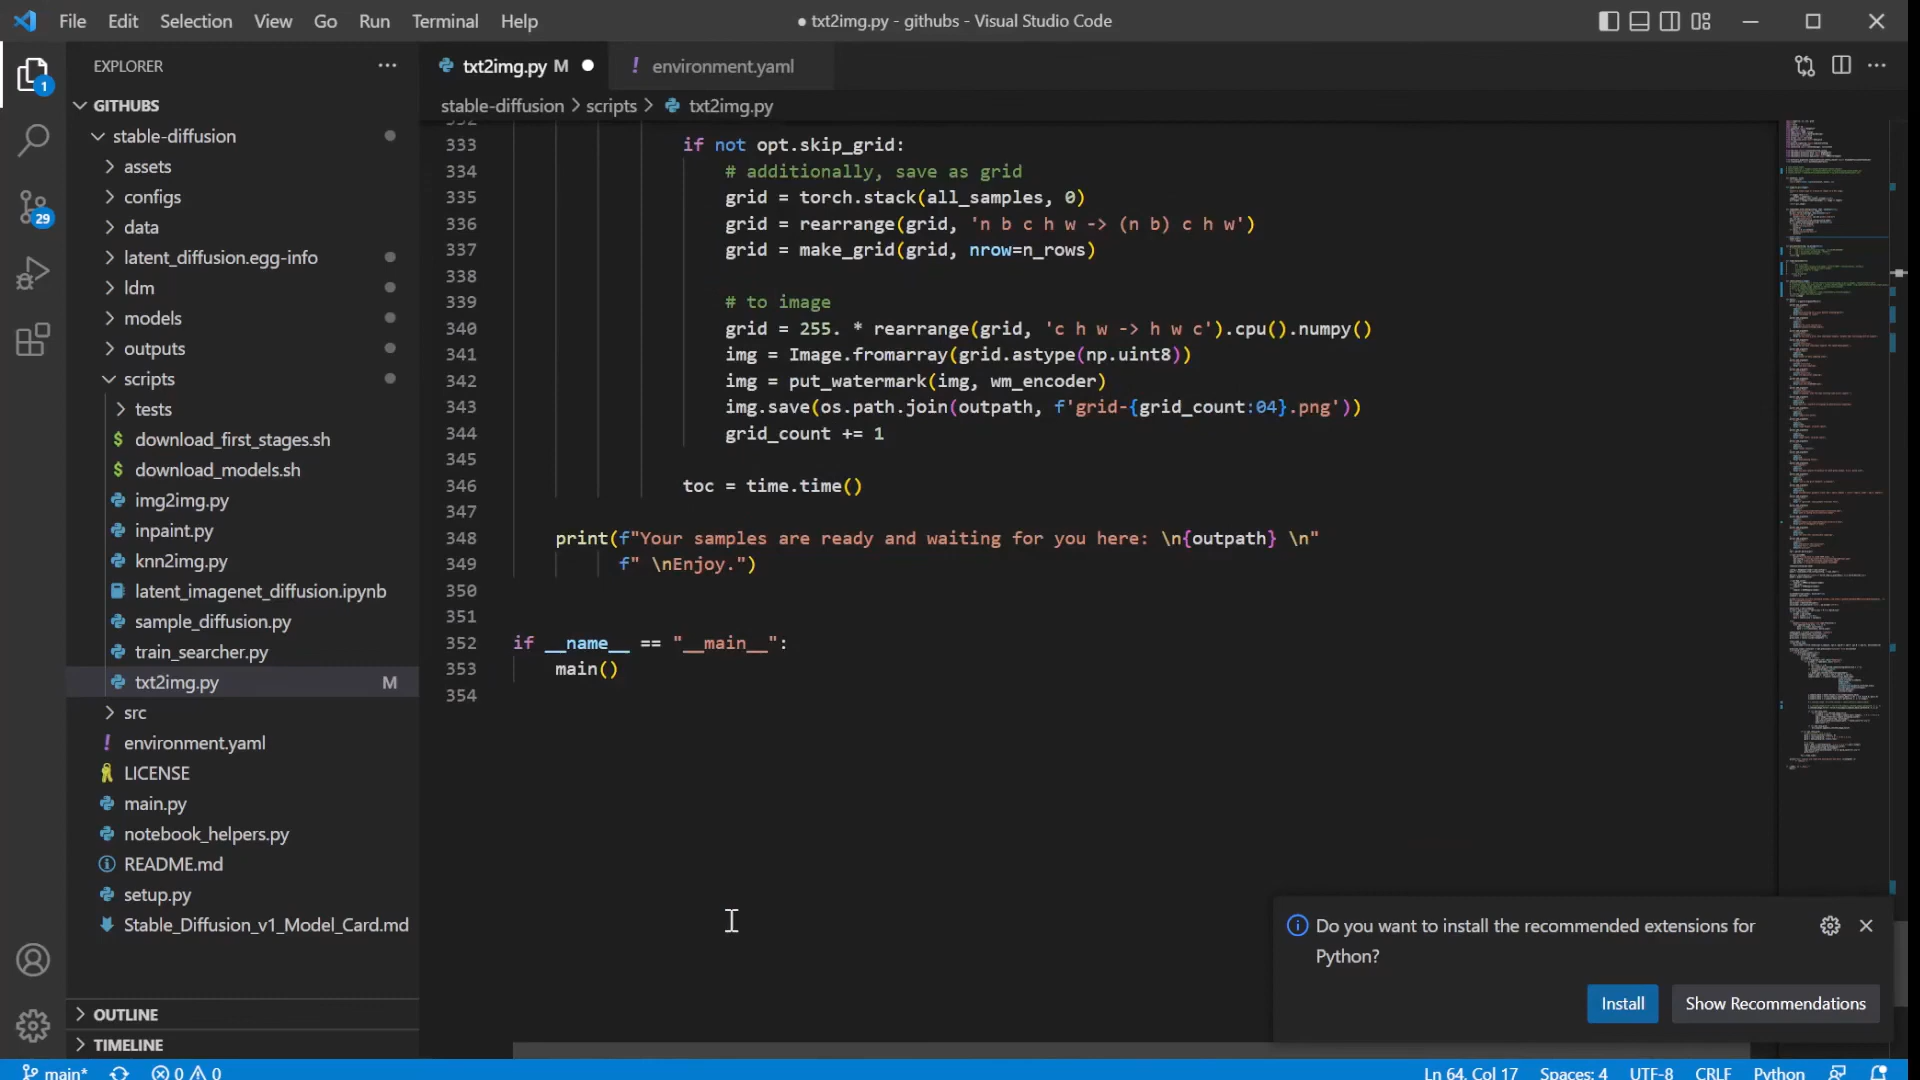 File Edit Selection View Go Run Terminal Help
● txt2img.py - githubs - Visual Studio Code
EXPLORER
GITHUBS
stable-diffusion
assets
configs
data
latent_diffusion.egg-info
ldm
models
outputs
scripts
tests
download_first_stages.sh
download_models.sh
img2img.py
inpaint.py
knn2img.py
latent_imagenet_diffusion.ipynb
sample_diffusion.py
train_searcher.py
txt2img.py M
src
environment.yaml
LICENSE
main.py
notebook_helpers.py
README.md
setup.py
Stable_Diffusion_v1_Model_Card.md
OUTLINE
TIMELINE
1
29
txt2img.py M
! environment.yaml
stable-diffusion > scripts > txt2img.py
332
333 if not opt.skip_grid:
334 # additionally, save as grid
335 grid = torch.stack(all_samples, 0)
336 grid = rearrange(grid, 'n b c h w -> (n b) c h w')
337 grid = make_grid(grid, nrow=n_rows)
338
339 # to image
340 grid = 255. * rearrange(grid, 'c h w -> h w c').cpu().numpy()
341 img = Image.fromarray(grid.astype(np.uint8))
342 img = put_watermark(img, wm_encoder)
343 img.save(os.path.join(outpath, f'grid-{grid_count:04}.png'))
344 grid_count += 1
345
346 toc = time.time()
347
348 print(f"Your samples are ready and waiting for you here: \n{outpath} \n"
349 f" \nEnjoy.")
350
351
352 if __name__ == "__main__":
353 main()
354
Do you want to install the recommended extensions for
Python?
Install
Show Recommendations
main* 0 0
Ln 64, Col 17 Spaces: 4 UTF-8 CRLF Python